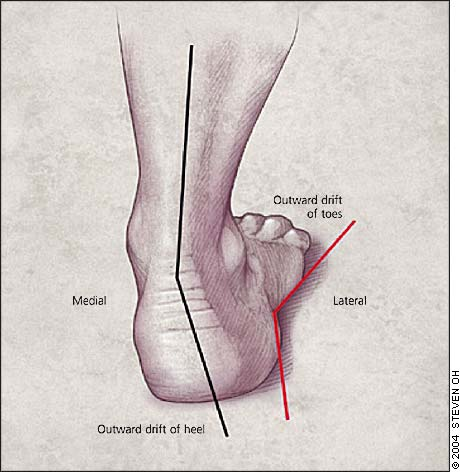 Outward drift
of toes
Medial
Lateral
Outward drift of heel
© 2004 STEVEN OH